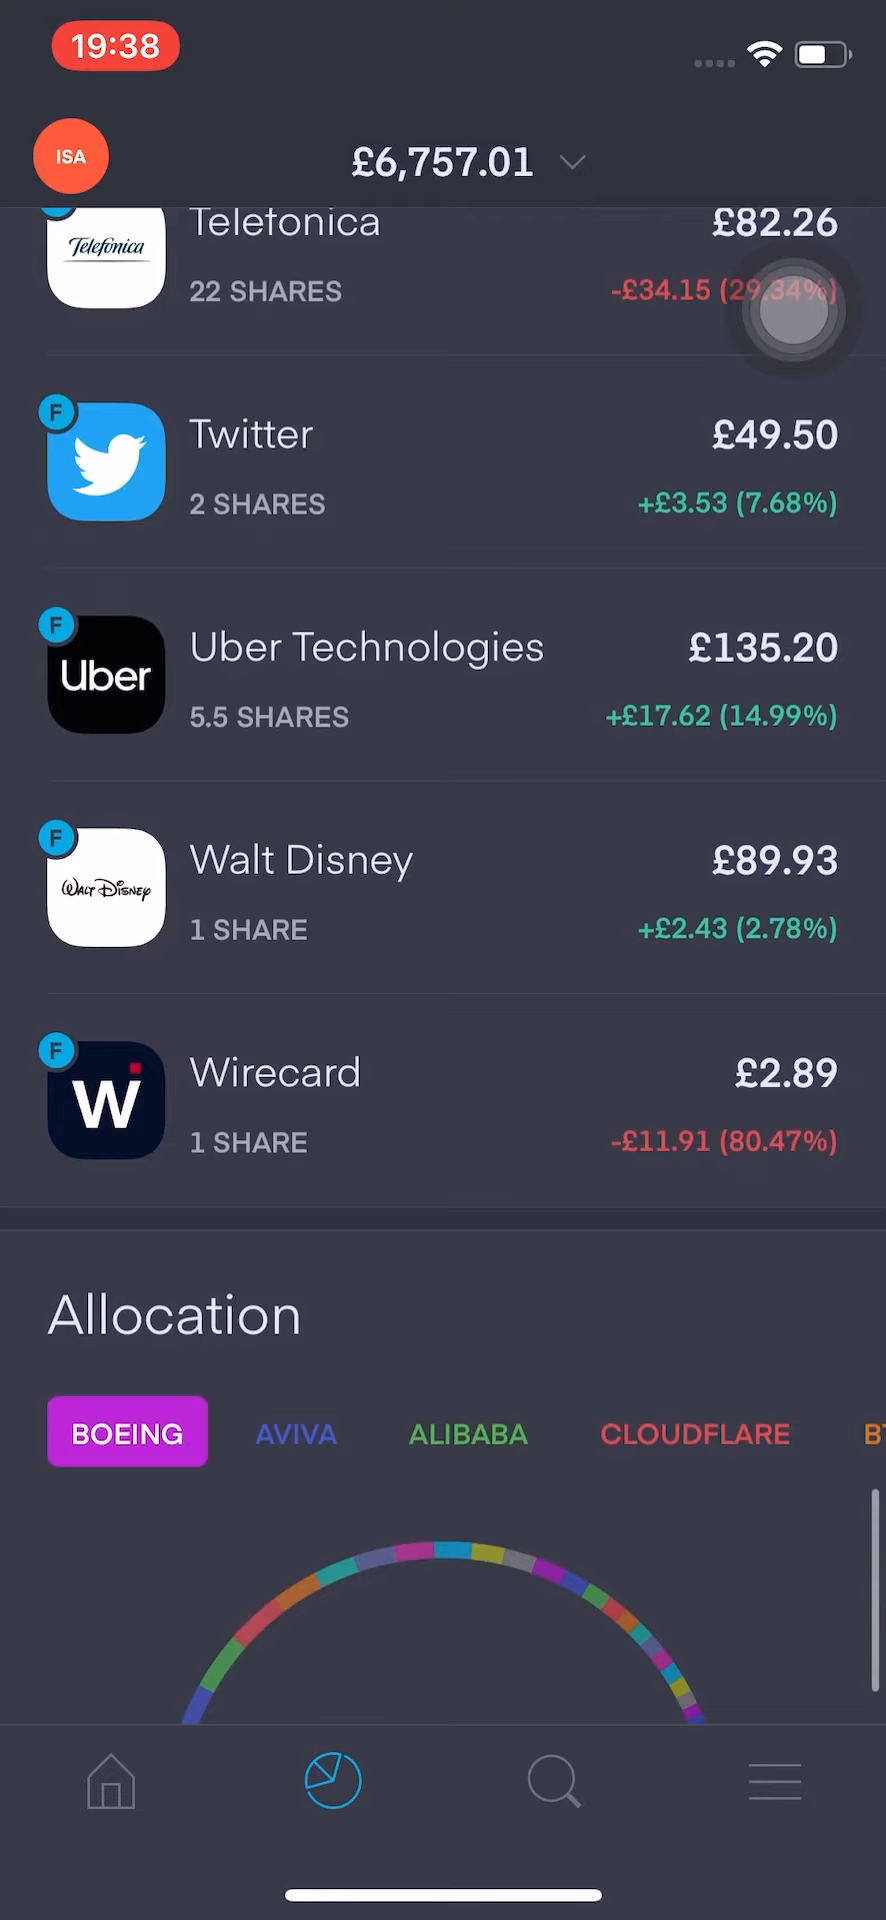 19:38
ISA
£6,757.01
Telefonica
£82.26
Telefónica
22 SHARES
-£34.15 (29.34%)
F
Twitter
£49.50
2 SHARES
+£3.53 (7.68%)
F
Uber
Uber Technologies
£135.20
5.5 SHARES
+£17.62 (14.99%)
F
WALT DISNEY
Walt Disney
£89.93
1 SHARE
+£2.43 (2.78%)
F
W
Wirecard
£2.89
1 SHARE
-£11.91 (80.47%)
Allocation
BOEING AVIVA ALIBABA CLOUDFLARE